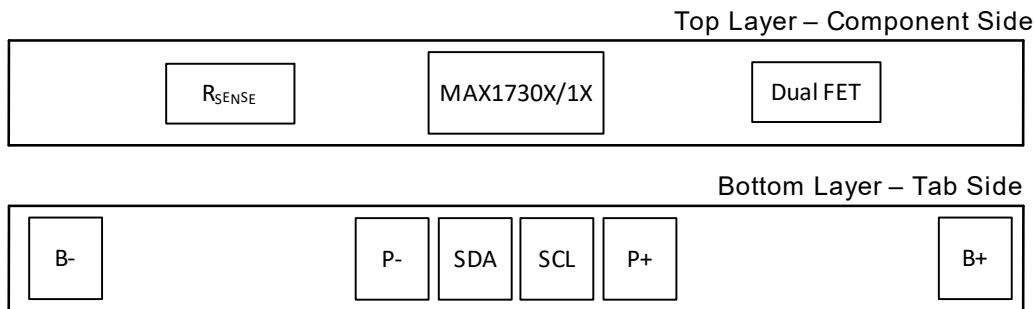 Top Layer – Component Side
RSENSE MAX1730X/1X Dual FET
Bottom Layer – Tab Side
B- P- SDA SCL P+ B+